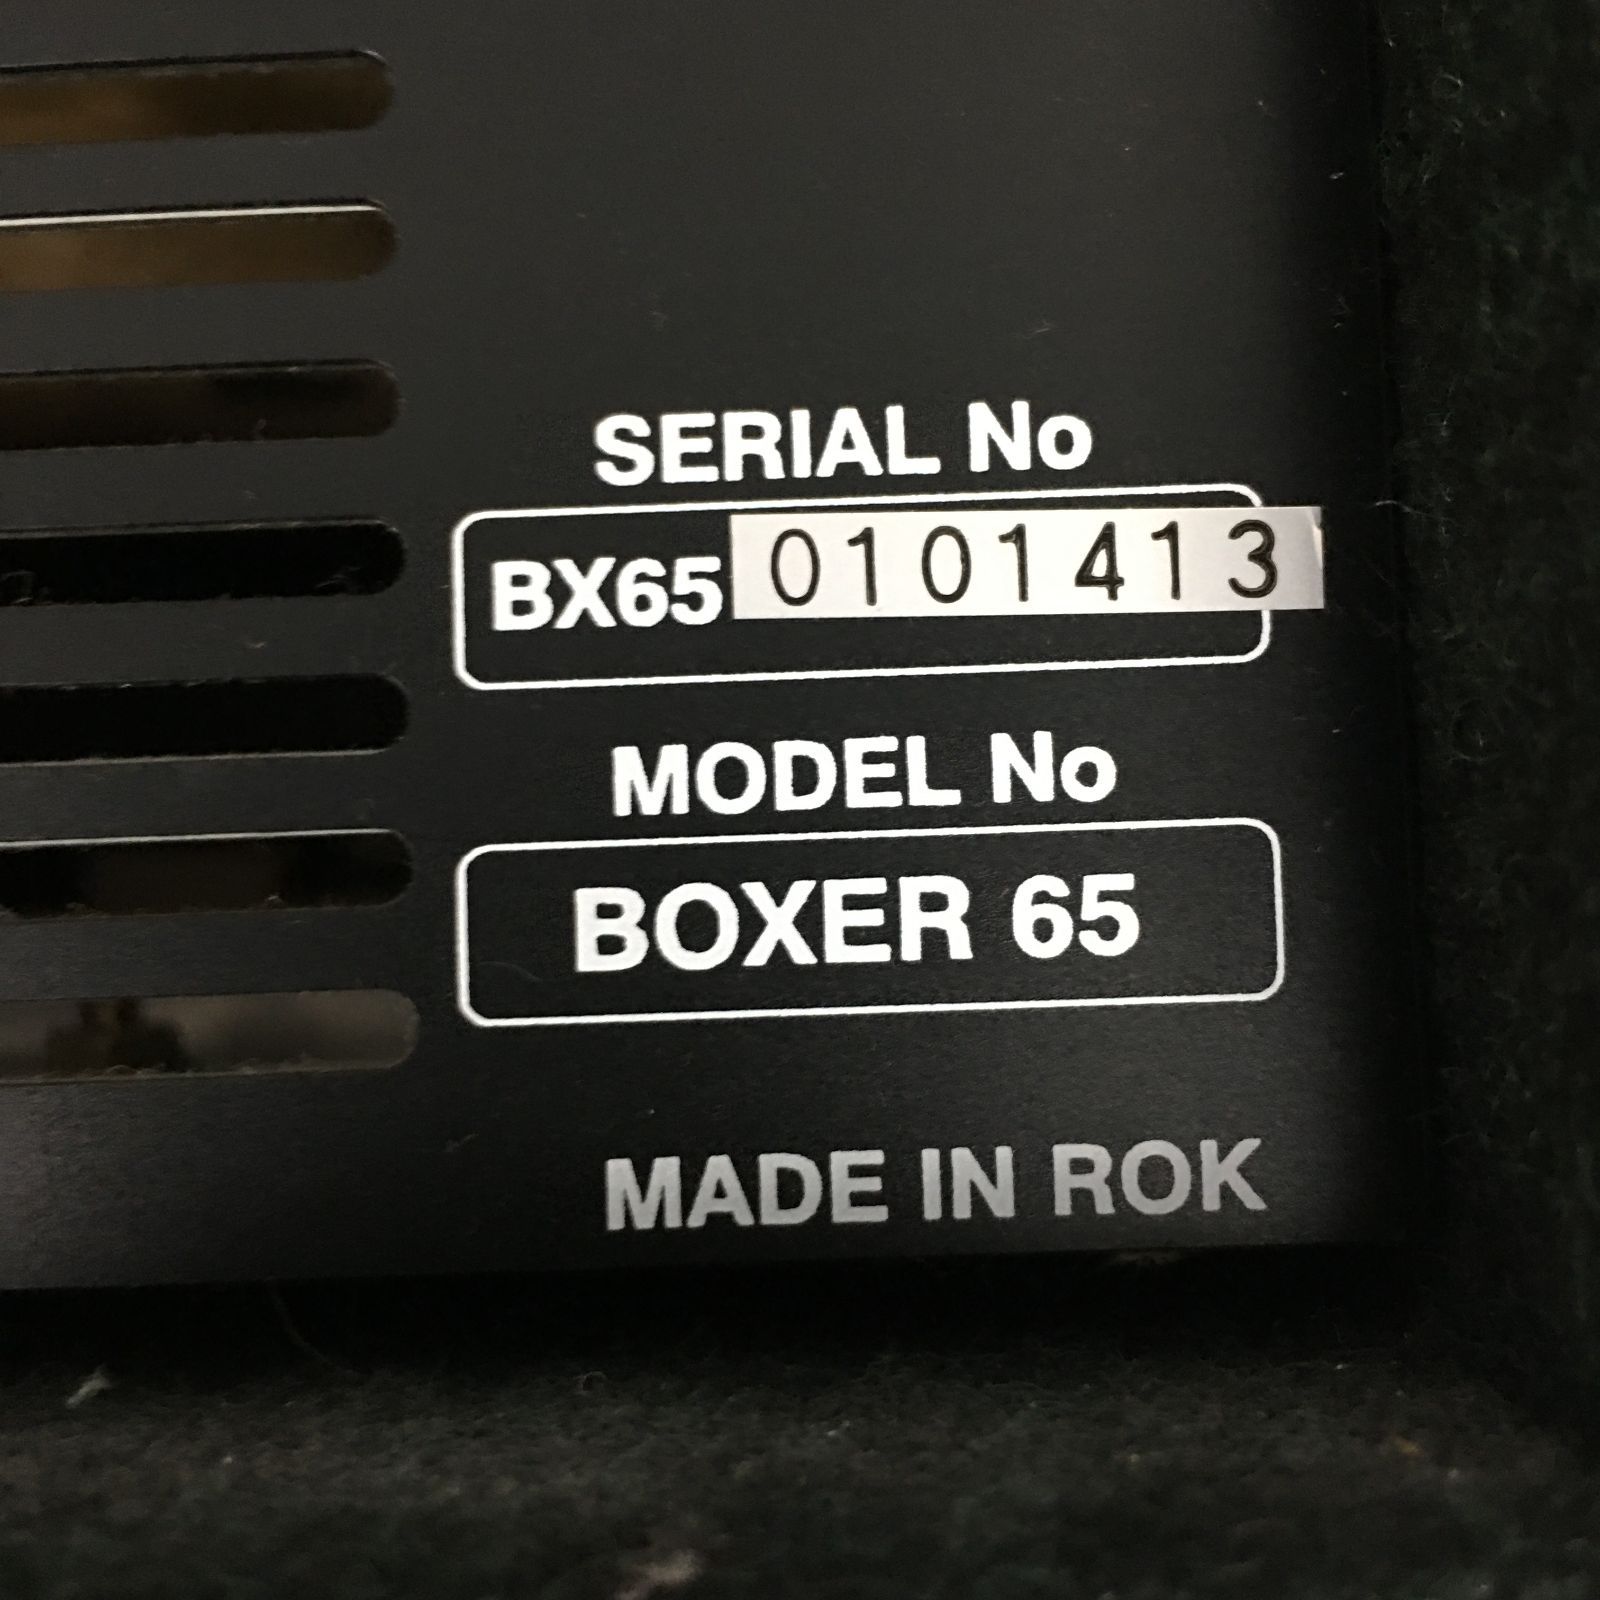 SERIAL No
BX65 0101413
MODEL No
BOXER 65
MADE IN ROK